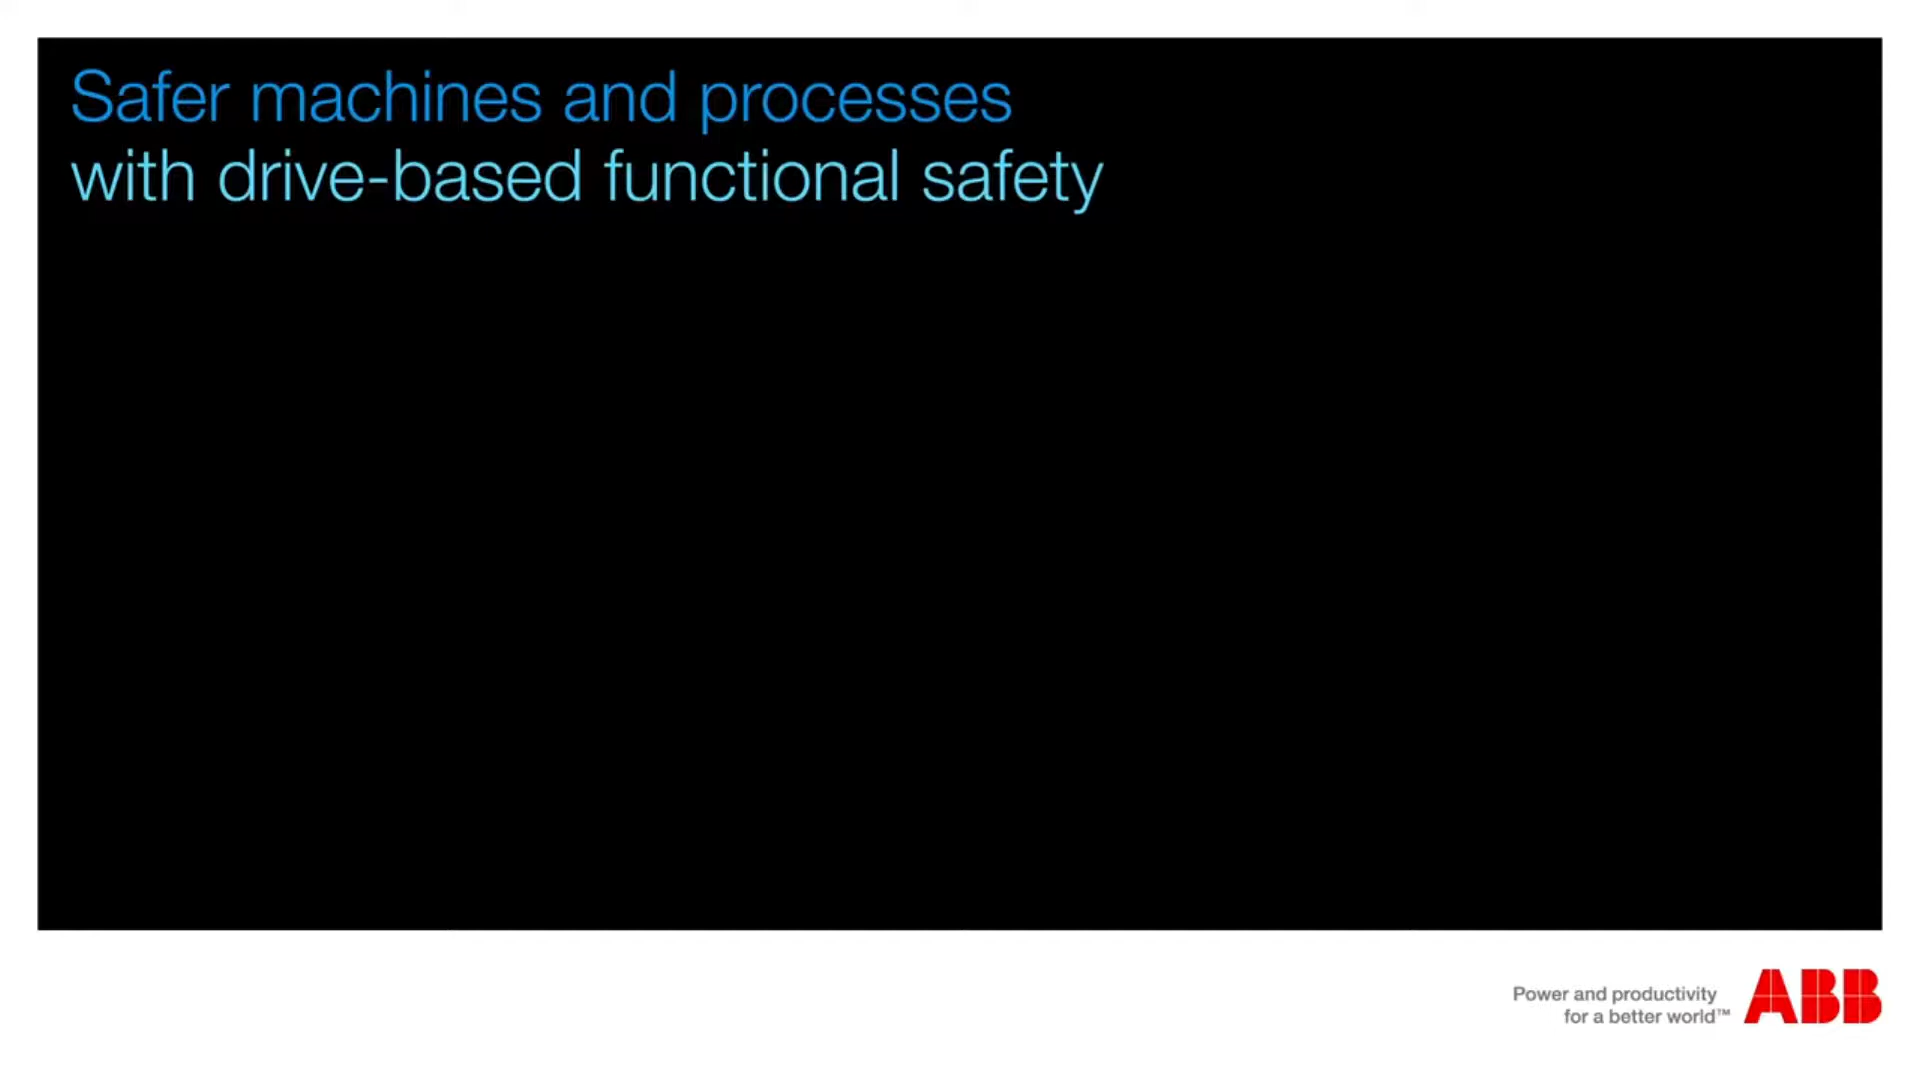 Safer machines and processes
with drive-based functional safety
Power and productivity
for a better world™
ABB